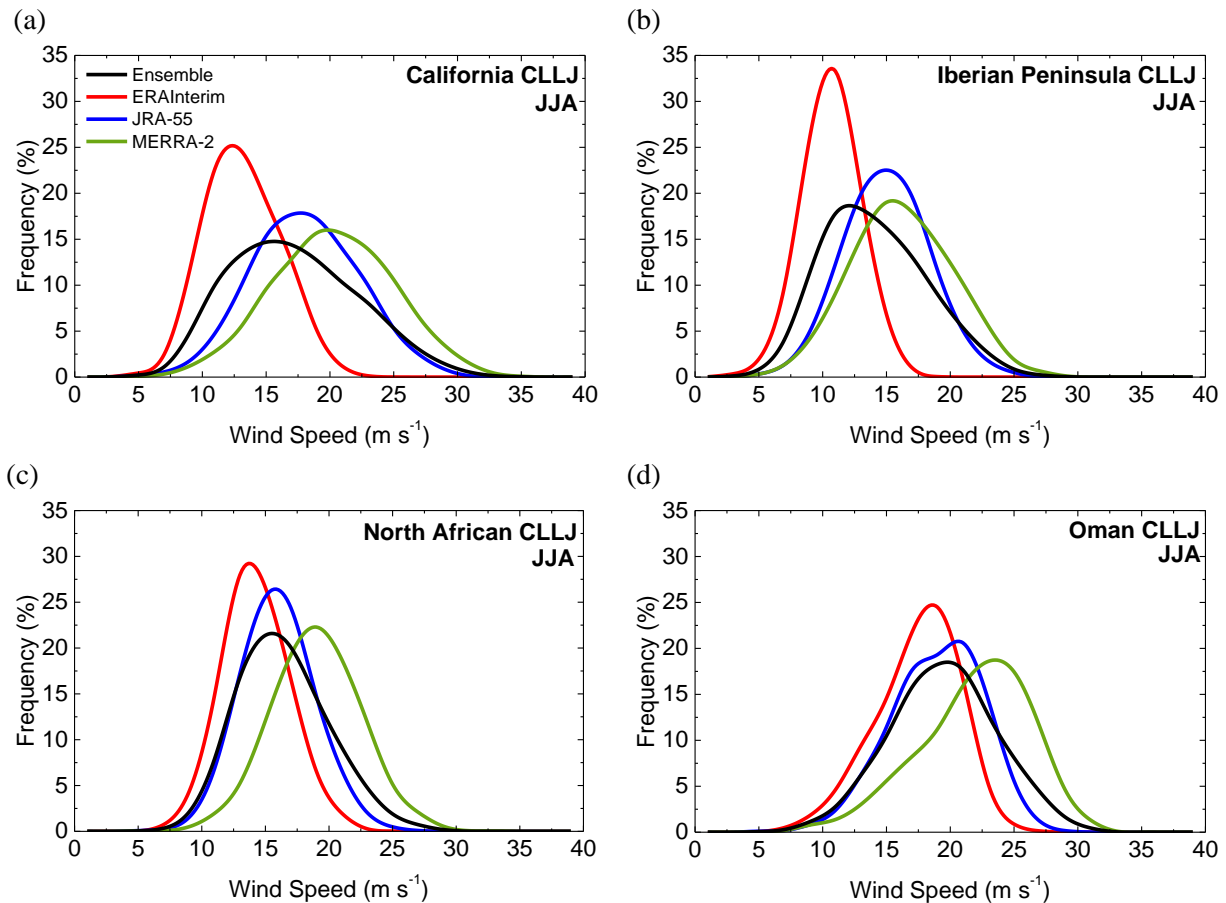 (a)
35
30
25
20
15
10
5
0
Frequency (%)
Ensemble
ERAInterim
JRA-55
MERRA-2
California CLLJ
JJA
0 5 10 15 20 25 30 35 40
Wind Speed (m s⁻¹)
(b)
35
30
25
20
15
10
5
0
Frequency (%)
Iberian Peninsula CLLJ
JJA
0 5 10 15 20 25 30 35 40
Wind Speed (m s⁻¹)
(c)
35
30
25
20
15
10
5
0
Frequency (%)
North African CLLJ
JJA
0 5 10 15 20 25 30 35 40
Wind Speed (m s⁻¹)
(d)
35
30
25
20
15
10
5
0
Frequency (%)
Oman CLLJ
JJA
0 5 10 15 20 25 30 35 40
Wind Speed (m s⁻¹)